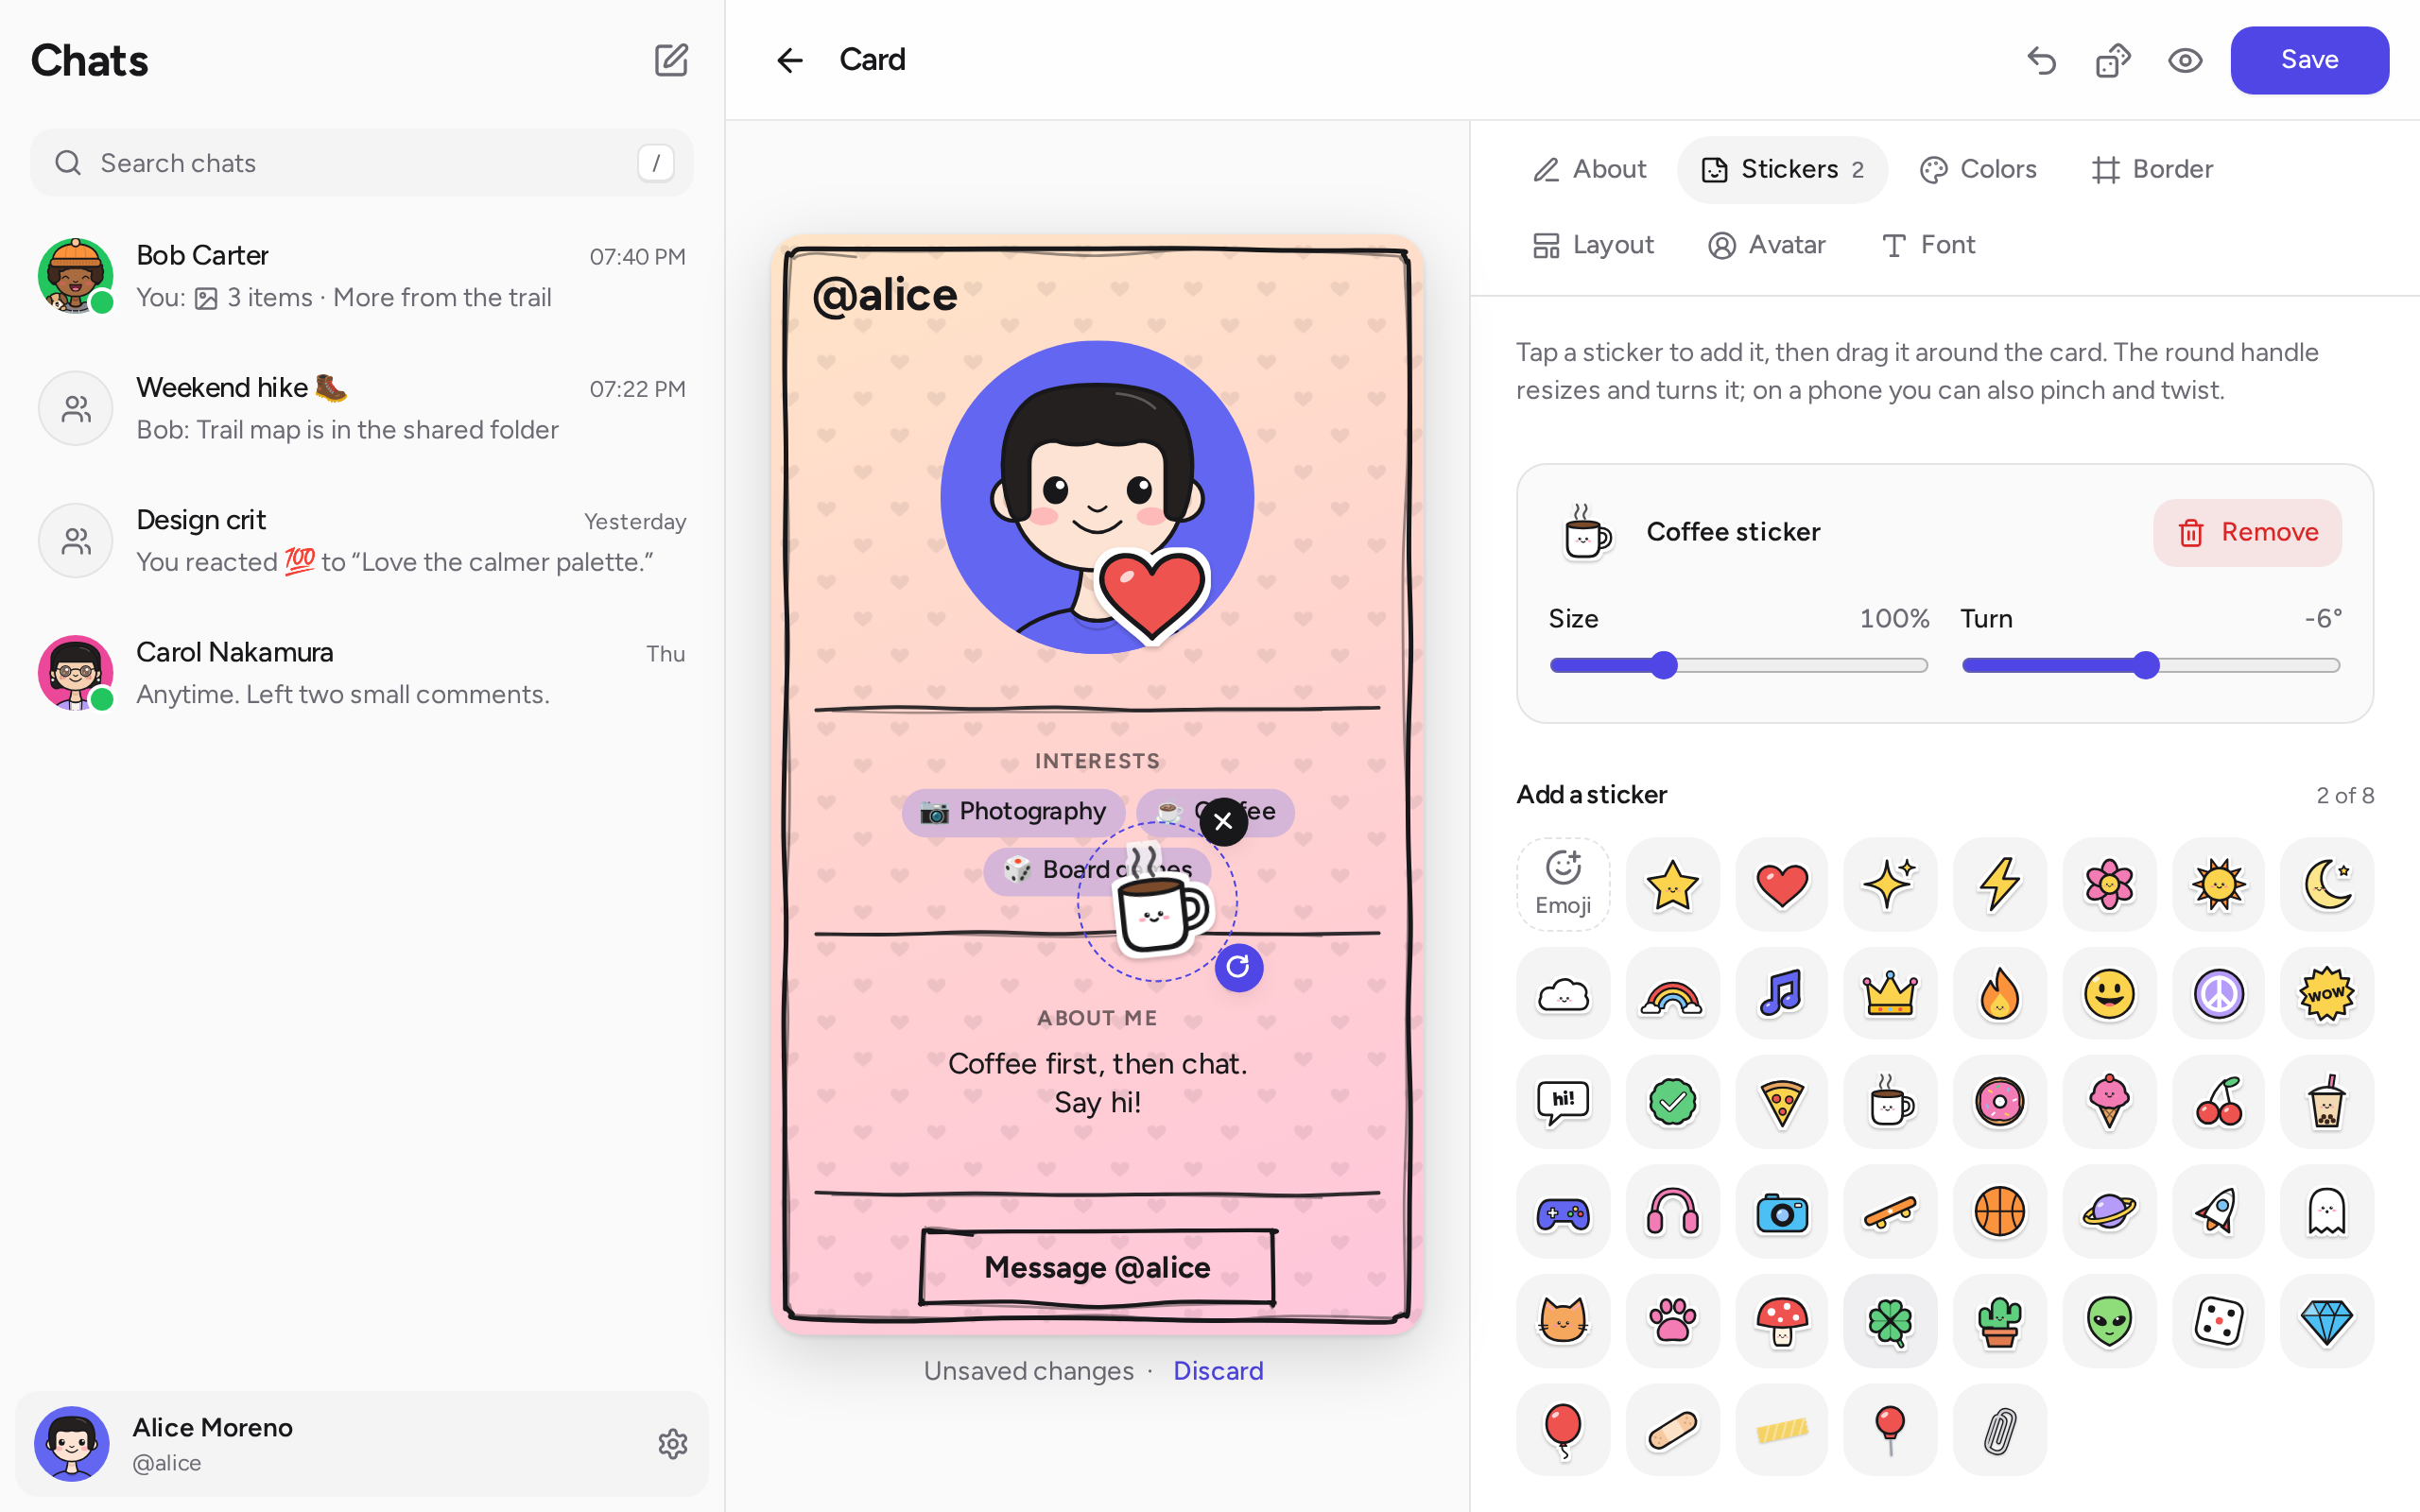 Chats
Search chats
/
Bob Carter
07:40 PM
You: 3 items · More from the trail
Weekend hike 🥾
07:22 PM
Bob: Trail map is in the shared folder
Design crit
Yesterday
You reacted 💯 to “Love the calmer palette.”
Carol Nakamura
Thu
Anytime. Left two small comments.
Alice Moreno
@alice
Card
Save
@alice
INTERESTS
📷 Photography
☕
🎲 Board
ABOUT ME
Coffee first, then chat.
Say hi!
Message @alice
Unsaved changes · Discard
About
Stickers 2
Colors
Border
Layout
Avatar
Font
Tap a sticker to add it, then drag it around the card. The round handle
resizes and turns it; on a phone you can also pinch and twist.
Coffee sticker
Remove
Size
100%
Turn
-6°
Add a sticker
2 of 8
Emoji
WOW
hi!